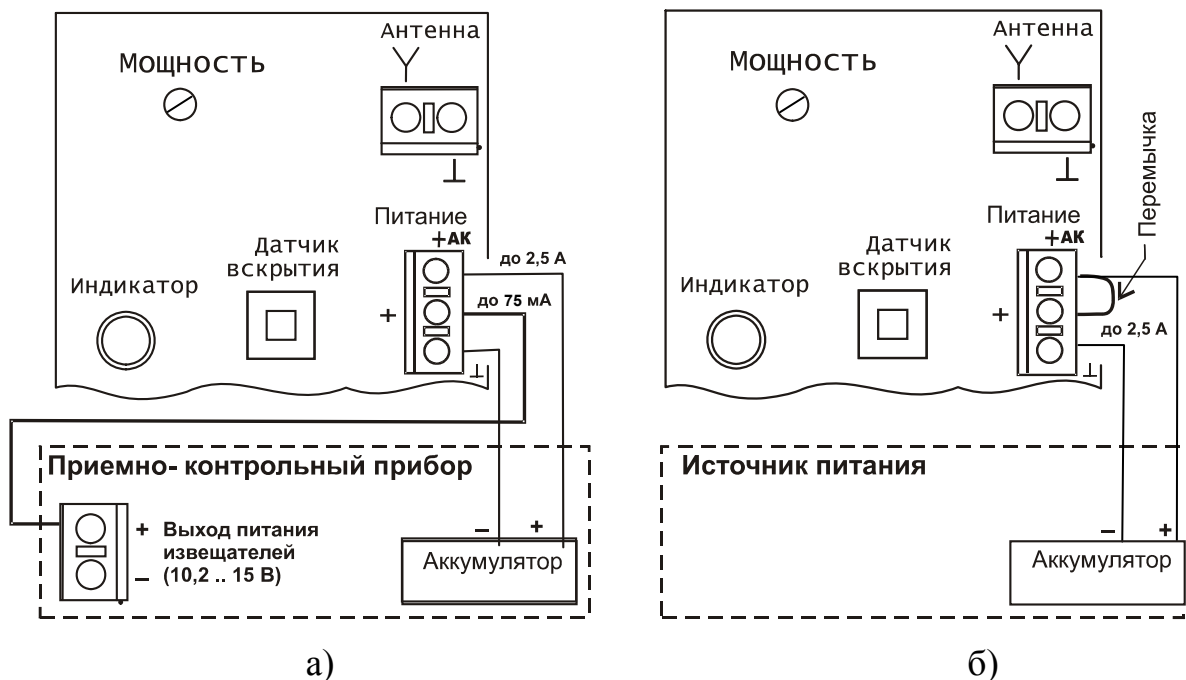 Антенна
Мощность
Питание
+АК
Датчик
вскрытия
до 2,5 А
Индикатор
до 75 мА
+
⊥
Приемно- контрольный прибор
+ Выход питания
извещателей
– (10,2 .. 15 В)
– +
Аккумулятор
а)
Антенна
Мощность
Перемычка
Питание
+АК
Датчик
вскрытия
Индикатор
+
до 2,5 А
⊥
Источник питания
– +
Аккумулятор
б)